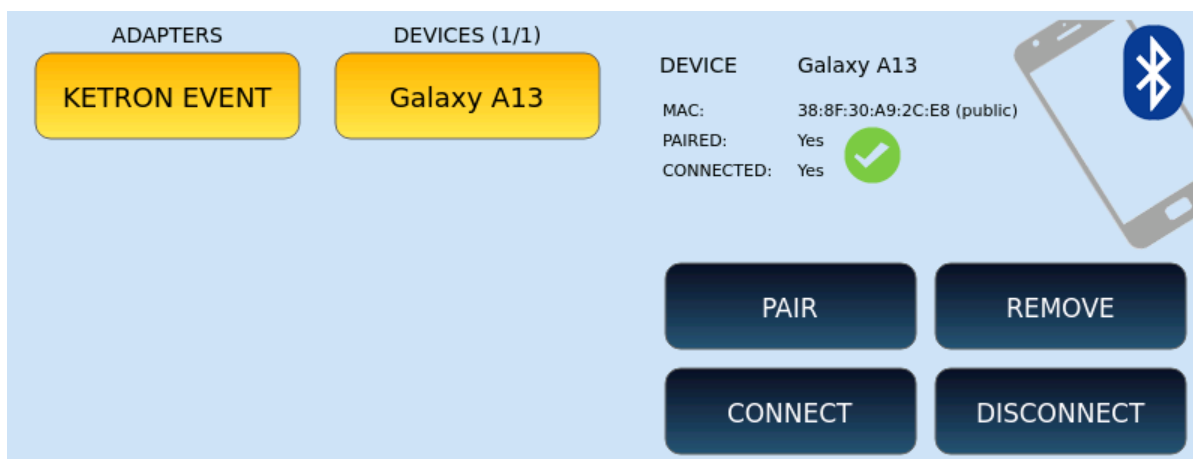 ADAPTERS
KETRON EVENT
DEVICES (1/1)
Galaxy A13
DEVICE Galaxy A13
MAC: 38:8F:30:A9:2C:E8 (public)
PAIRED: Yes
CONNECTED: Yes
PAIR
REMOVE
CONNECT
DISCONNECT